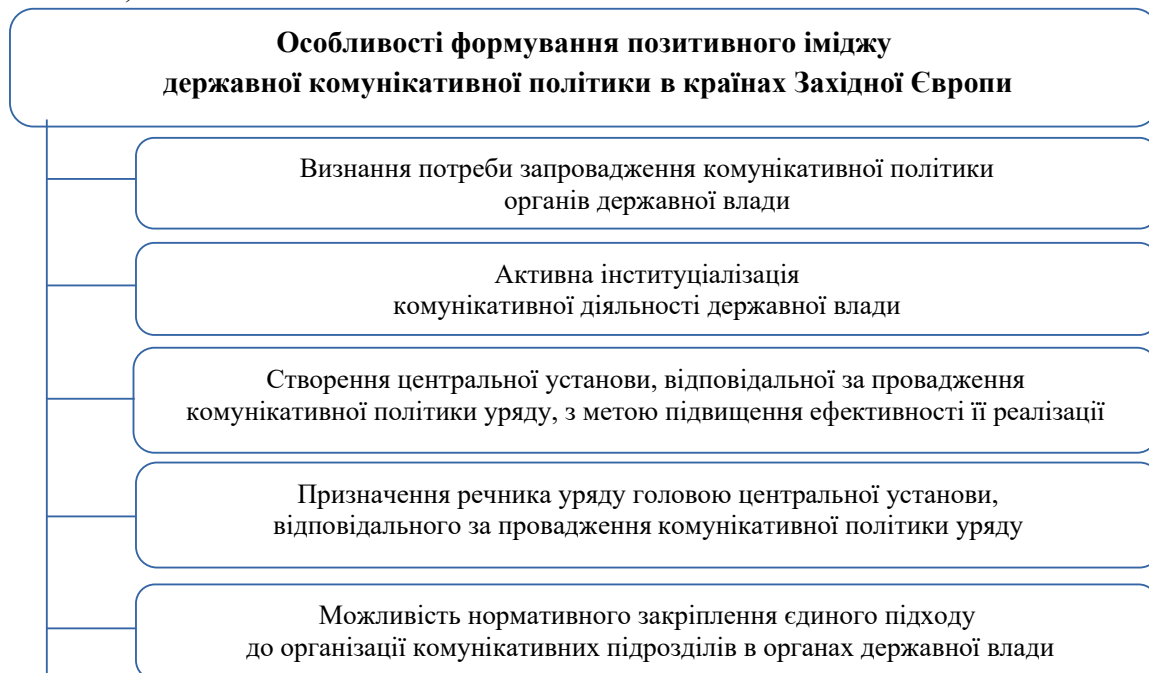 Особливості формування позитивного іміджу
державної комунікативної політики в країнах Західної Європи
Визнання потреби запровадження комунікативної політики
органів державної влади
Активна інституціалізація
комунікативної діяльності державної влади
Створення центральної установи, відповідальної за провадження
комунікативної політики уряду, з метою підвищення ефективності її реалізації
Призначення речника уряду головою центральної установи,
відповідального за провадження комунікативної політики уряду
Можливість нормативного закріплення єдиного підходу
до організації комунікативних підрозділів в органах державної влади